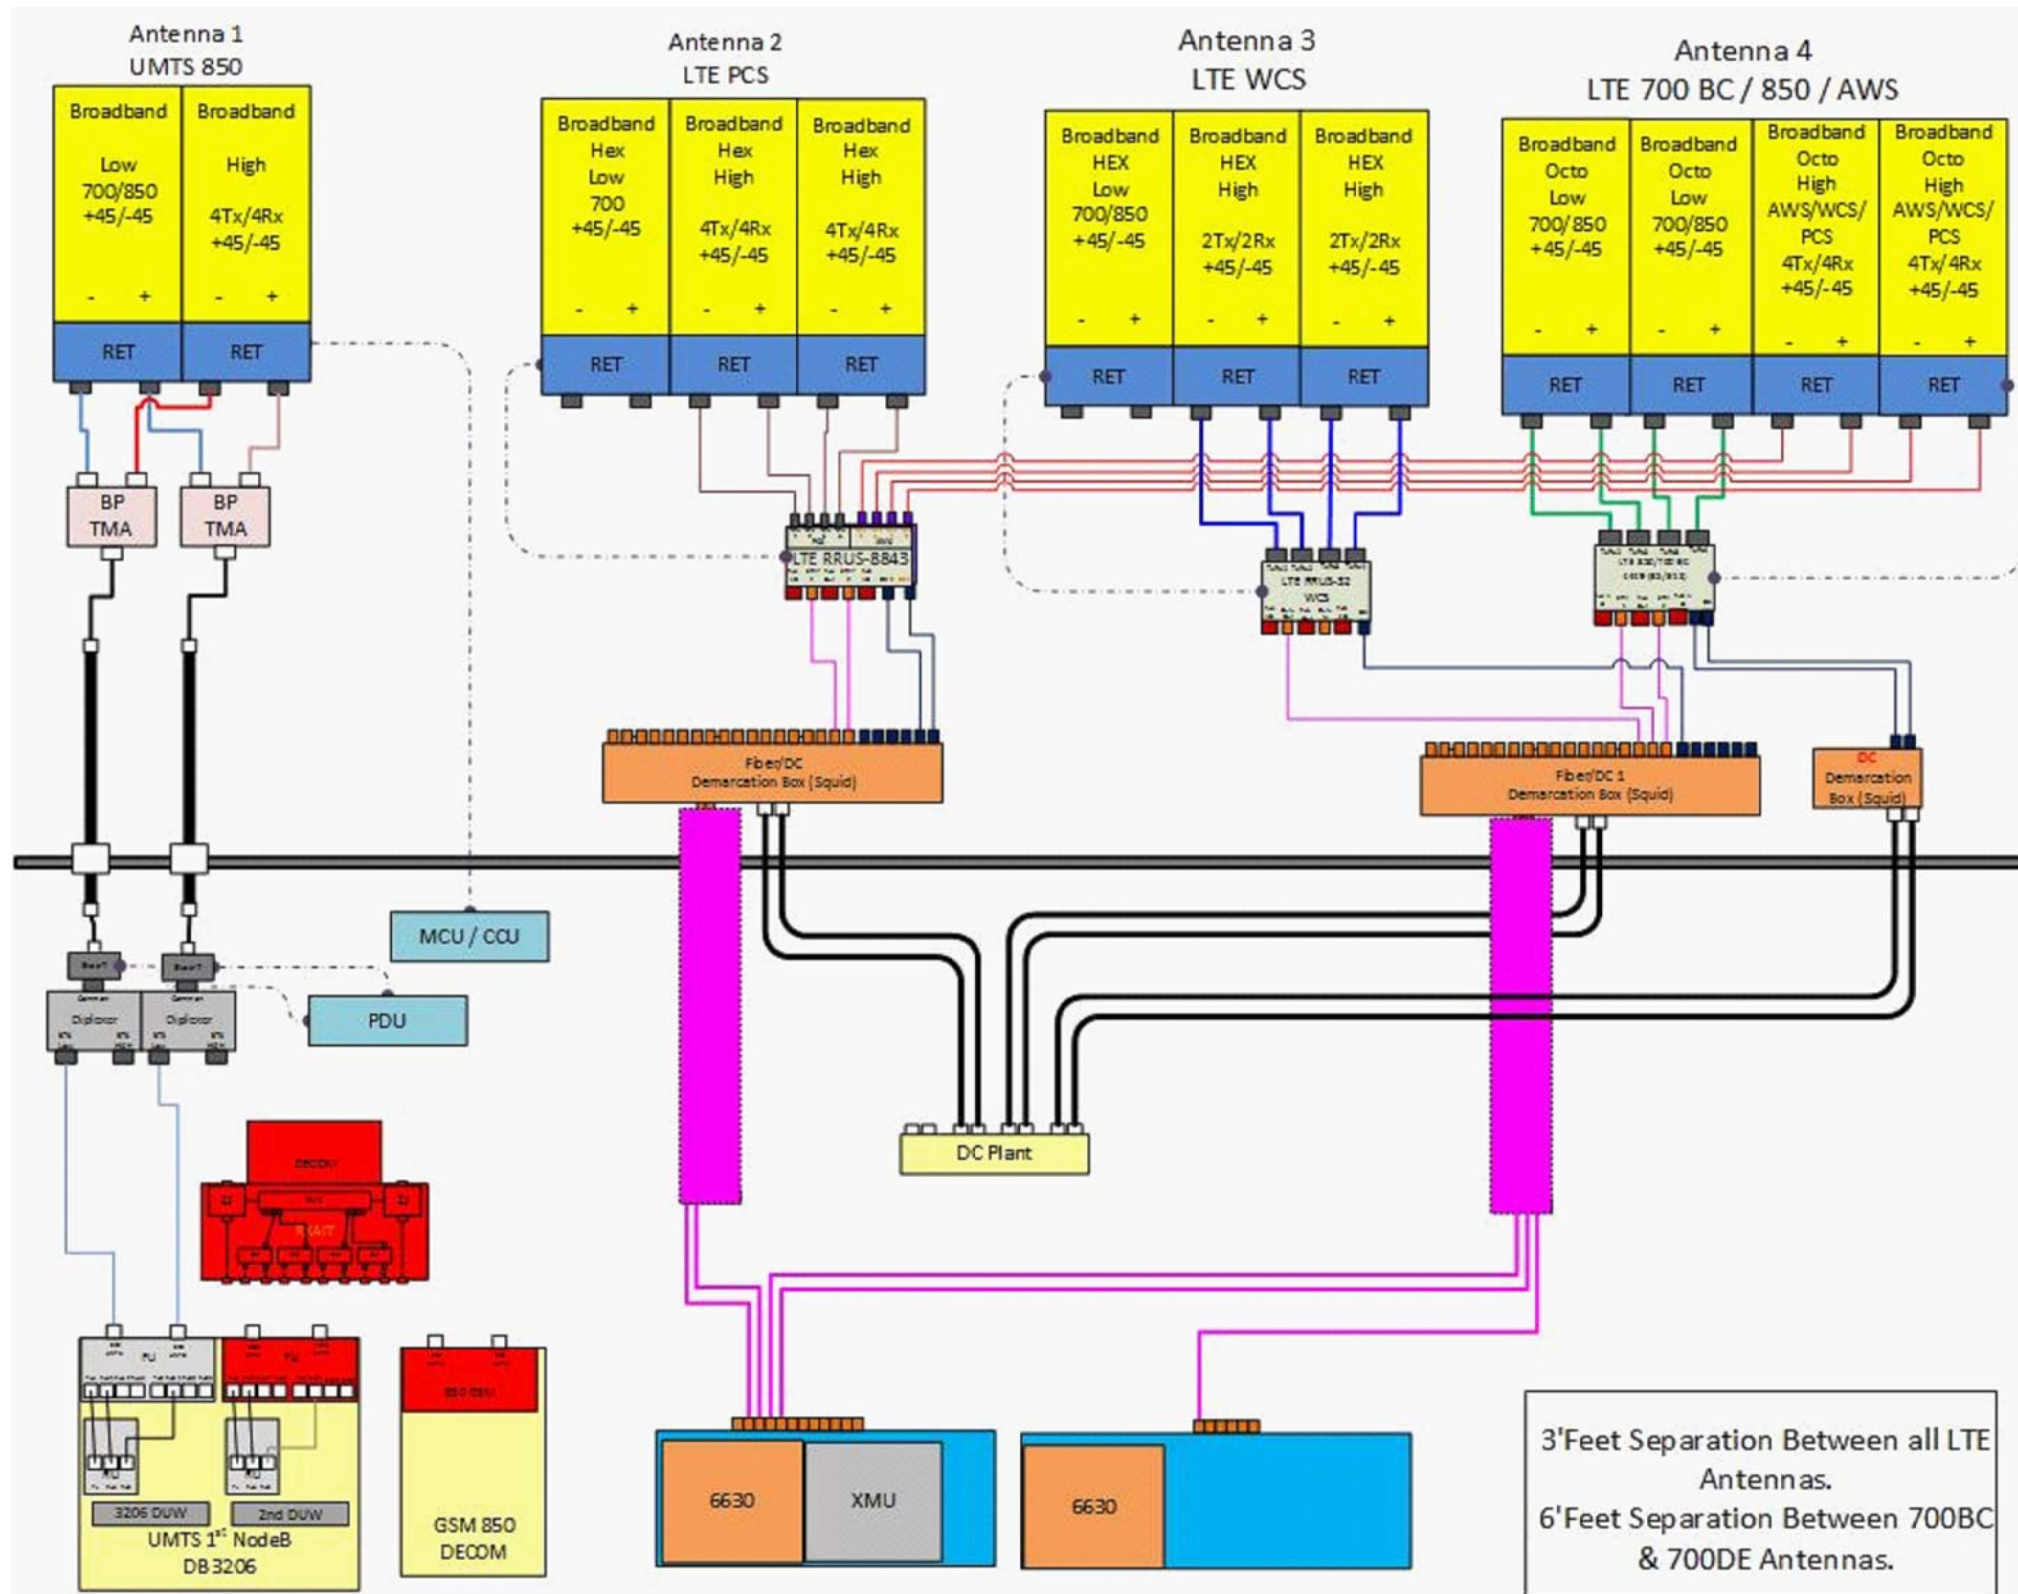 Antenna 1
UMTS 850
Antenna 2
LTE PCS
Antenna 3
LTE WCS
Antenna 4
LTE 700 BC / 850 / AWS
Broadband
Low
700/850
+45/-45
- +
Broadband
High
4Tx/4Rx
+45/-45
- +
RET
RET
Broadband
Hex
Low
700
+45/-45
- +
Broadband
Hex
High
4Tx/4Rx
+45/-45
- +
Broadband
Hex
High
4Tx/4Rx
+45/-45
- +
RET
RET
RET
Broadband
HEX
Low
700/850
+45/-45
- +
Broadband
HEX
High
2Tx/2Rx
+45/-45
- +
Broadband
HEX
High
2Tx/2Rx
+45/-45
- +
RET
RET
RET
Broadband
Octo
Low
700/850
+45/-45
- +
Broadband
Octo
Low
700/850
+45/-45
- +
Broadband
Octo
High
AWS/WCS/
PCS
4Tx/4Rx
+45/-45
- +
Broadband
Octo
High
AWS/WCS/
PCS
4Tx/4Rx
+45/-45
- +
RET
RET
RET
RET
BP
TMA
BP
TMA
LTE RRUS-8843
LTE RRUS-32
WCS
Fiber/DC
Demarcation Box (Squid)
Fiber/DC 1
Demarcation Box (Squid)
DC
Demarcation
Box (Squid)
MCU / CCU
PDU
Diplexer
Diplexer
DC Plant
DECOM
3206 DUW
2nd DUW
UMTS 1st NodeB
DB3206
850 GSM
GSM 850
DECOM
6630
XMU
6630
3'Feet Separation Between all LTE
Antennas.
6'Feet Separation Between 700BC
& 700DE Antennas.